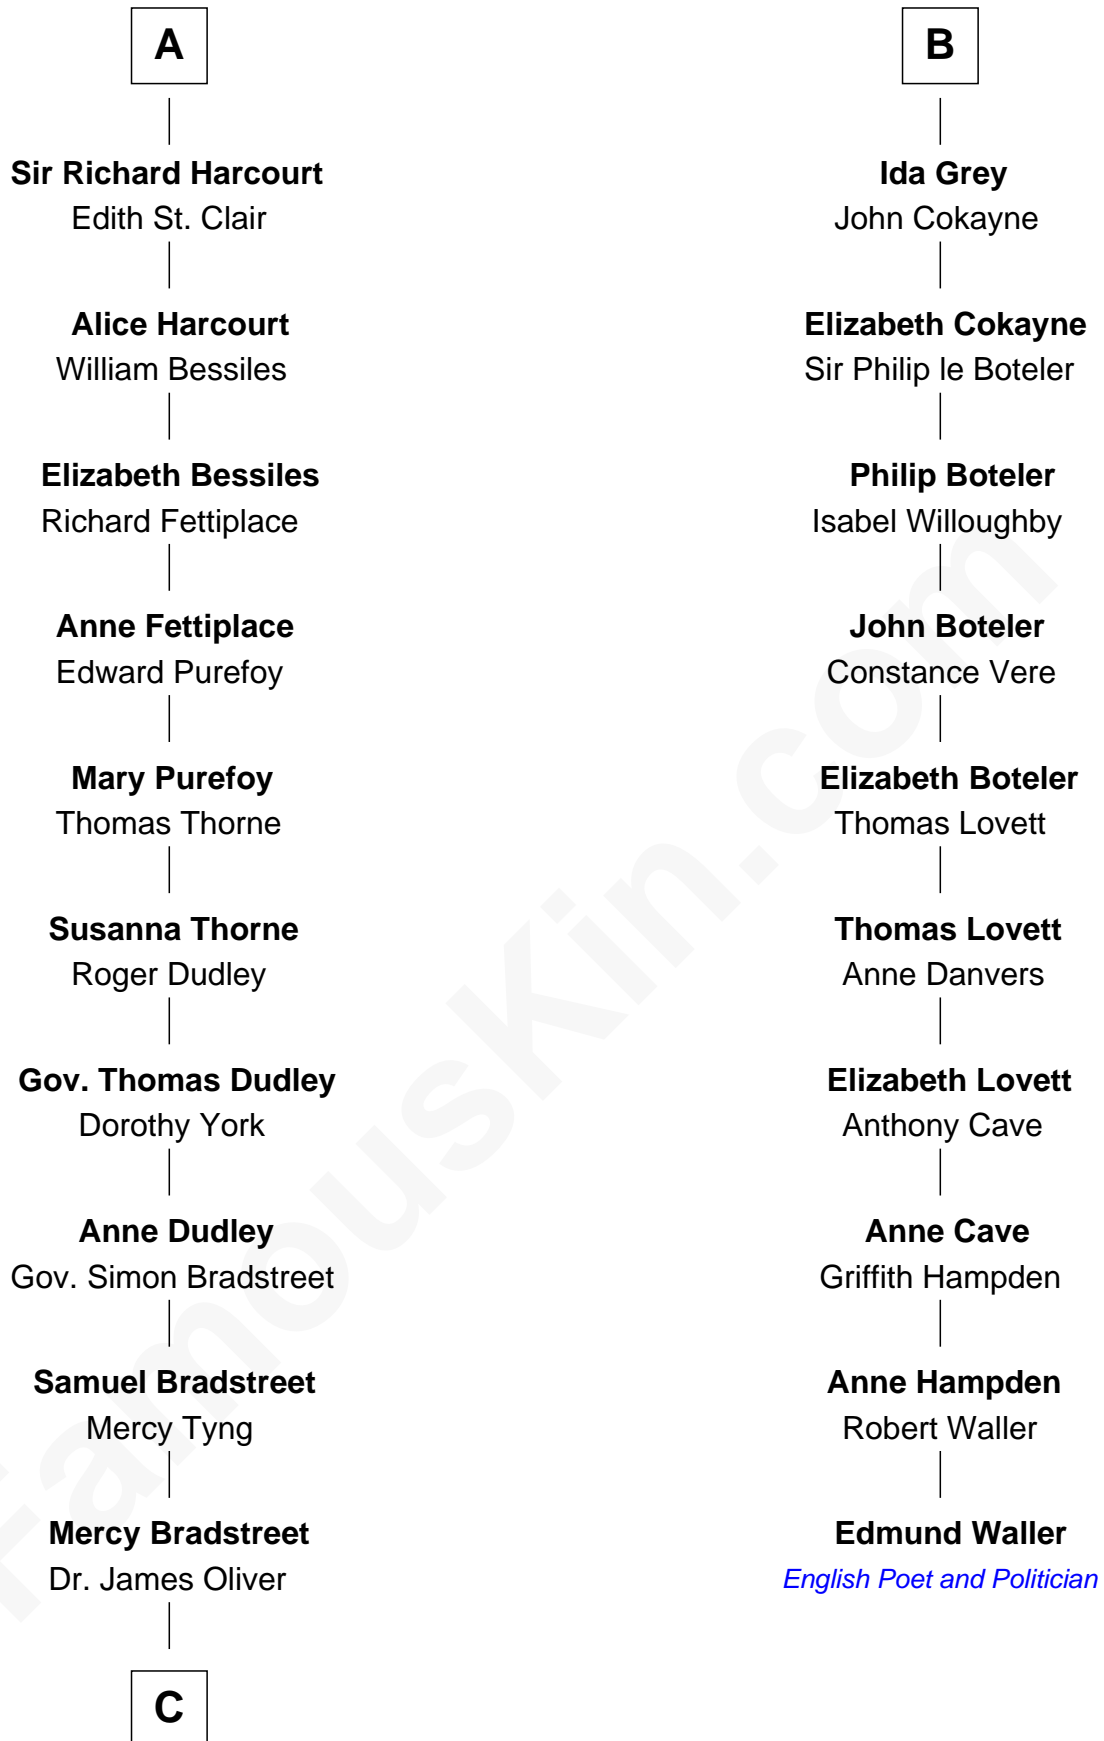 A
Sir Richard Harcourt
Edith St. Clair
Alice Harcourt
William Bessiles
Elizabeth Bessiles
Richard Fettiplace
Anne Fettiplace
Edward Purefoy
Mary Purefoy
Thomas Thorne
Susanna Thorne
Roger Dudley
Gov. Thomas Dudley
Dorothy York
Anne Dudley
Gov. Simon Bradstreet
Samuel Bradstreet
Mercy Tyng
Mercy Bradstreet
Dr. James Oliver
C
B
Ida Grey
John Cokayne
Elizabeth Cokayne
Sir Philip le Boteler
Philip Boteler
Isabel Willoughby
John Boteler
Constance Vere
Elizabeth Boteler
Thomas Lovett
Thomas Lovett
Anne Danvers
Elizabeth Lovett
Anthony Cave
Anne Cave
Griffith Hampden
Anne Hampden
Robert Waller
Edmund Waller
English Poet and Politician
FamousKin.com